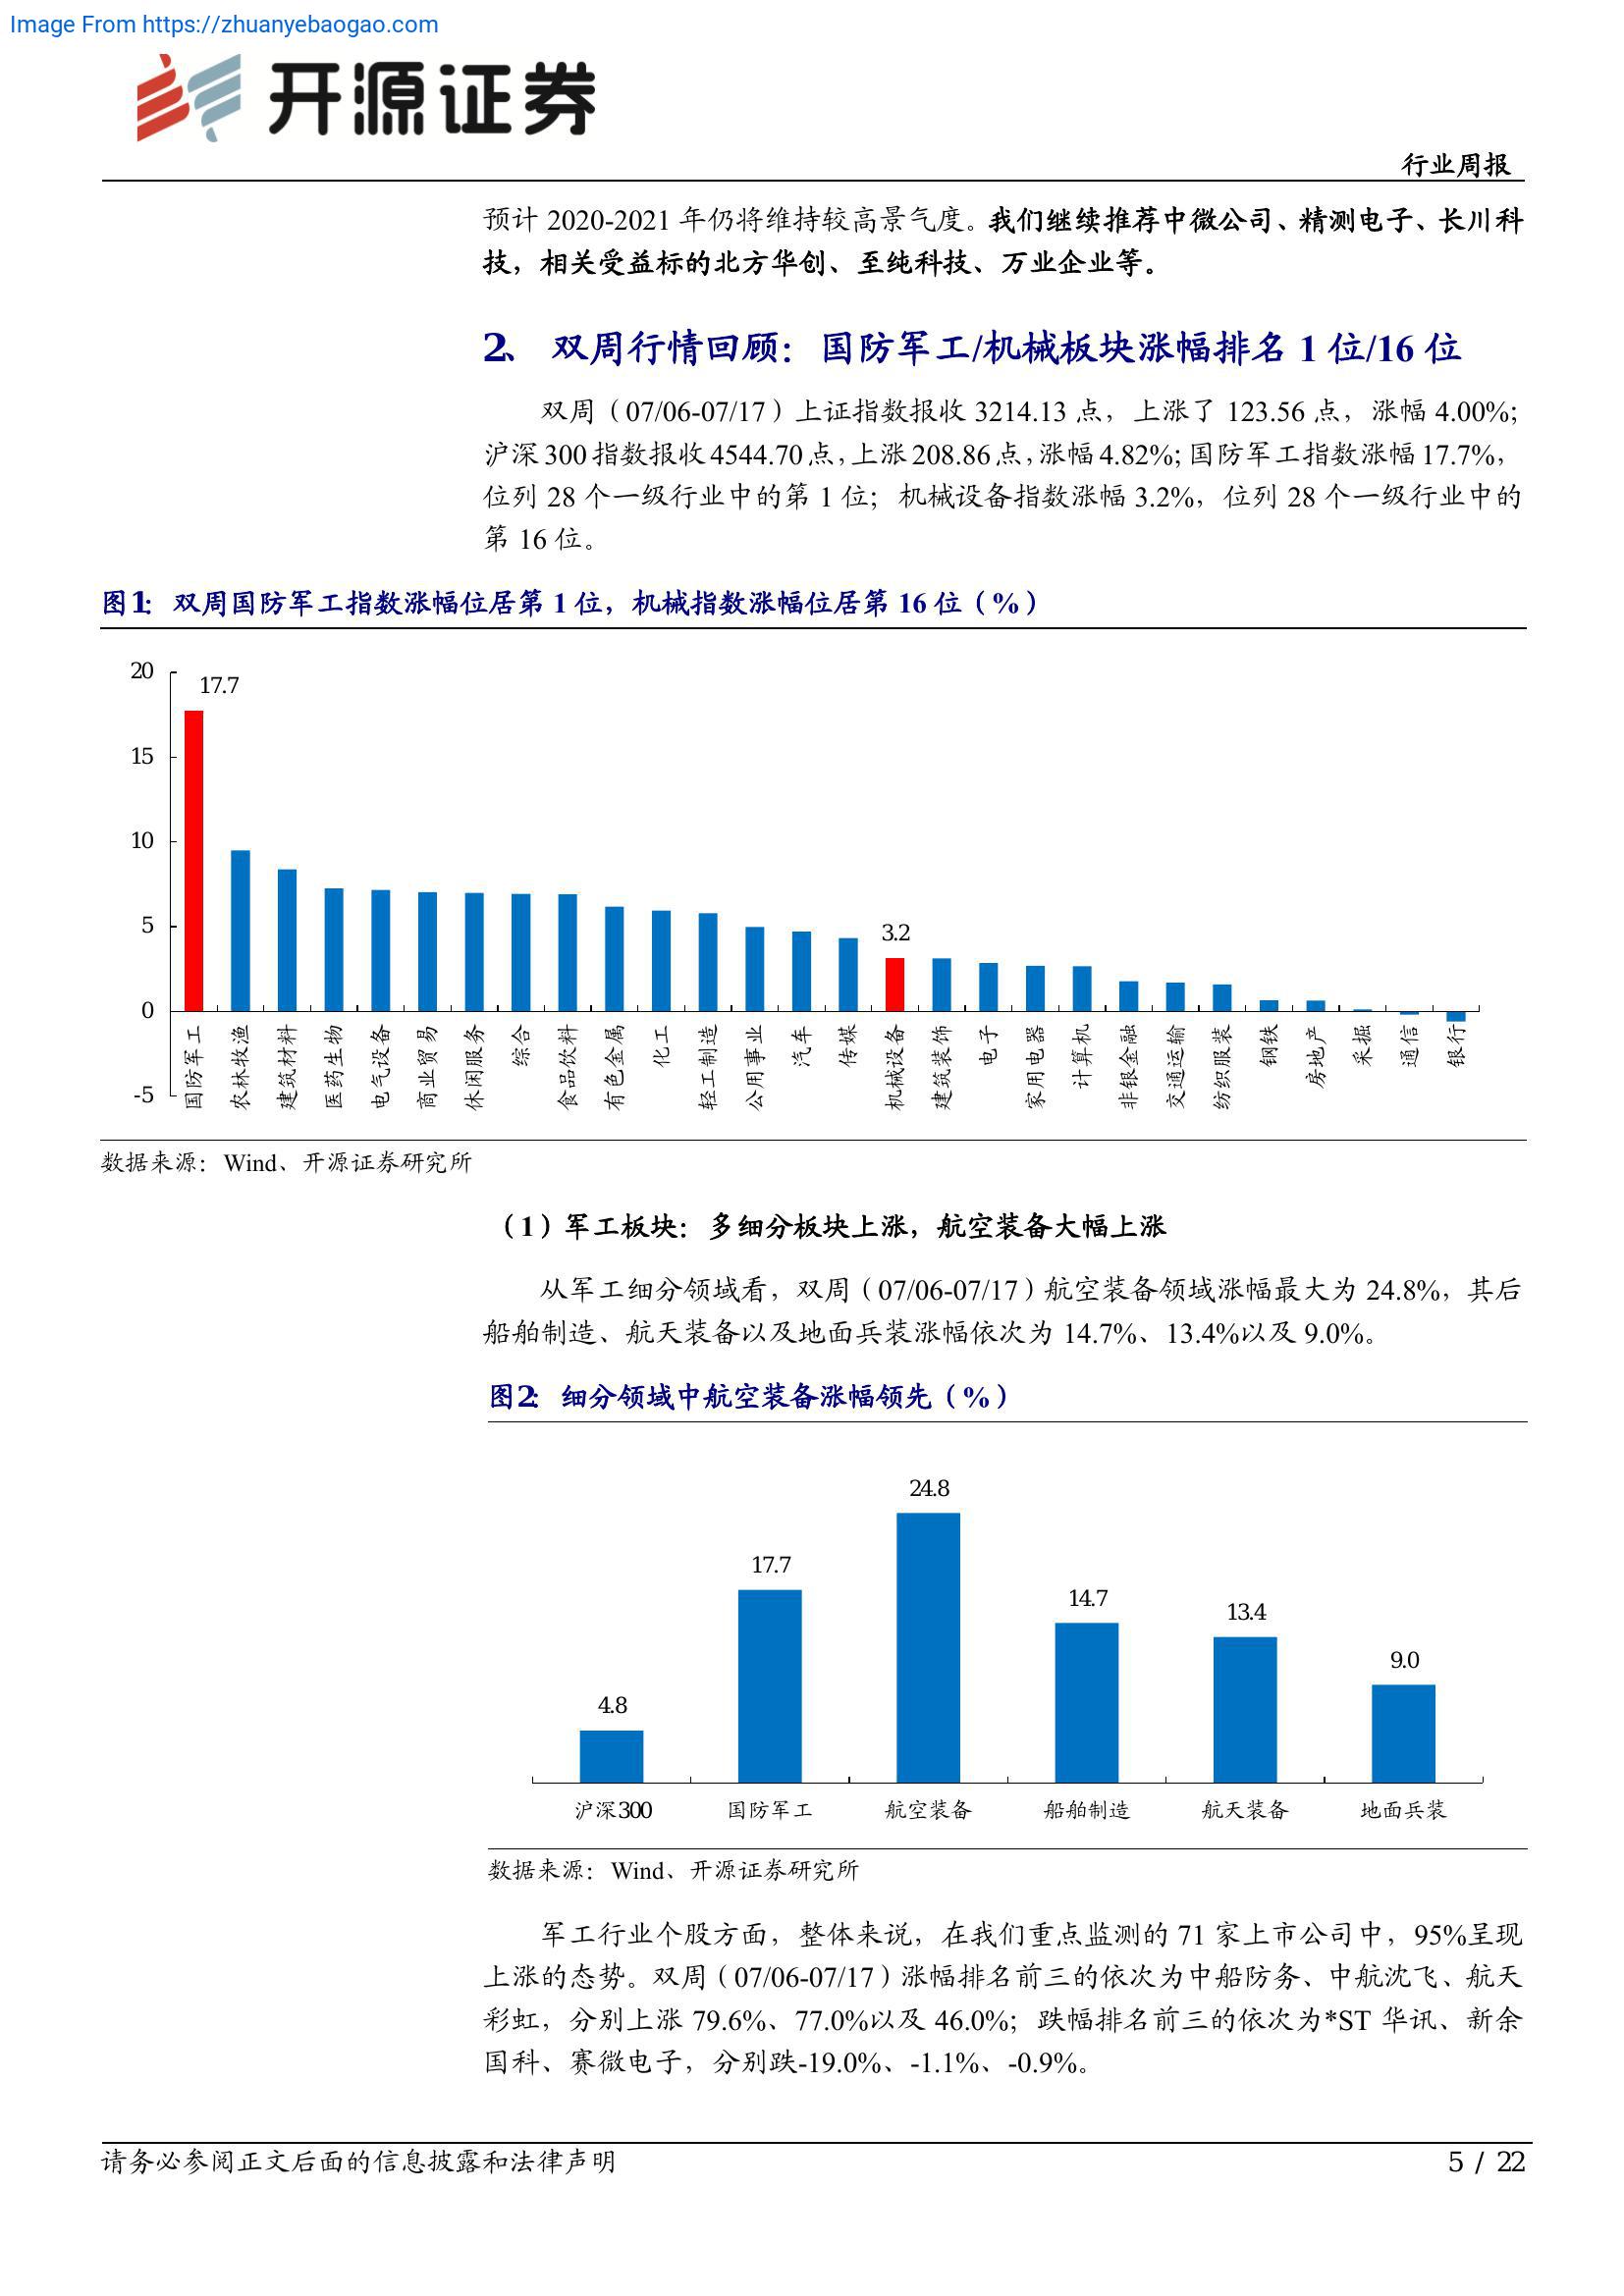 Image From https://zhuanyebaogao.com
开源证券
行业周报
预计 2020-2021 年仍将维持较高景气度。我们继续推荐中微公司、精测电子、长川科
技，相关受益标的北方华创、至纯科技、万业企业等。
2、 双周行情回顾：国防军工/机械板块涨幅排名 1 位/16 位
双周（07/06-07/17）上证指数报收 3214.13 点，上涨了 123.56 点，涨幅 4.00%;
沪深 300 指数报收 4544.70 点，上涨 208.86 点，涨幅 4.82%; 国防军工指数涨幅 17.7%，
位列 28 个一级行业中的第 1 位；机械设备指数涨幅 3.2%，位列 28 个一级行业中的
第 16 位。
图1：双周国防军工指数涨幅位居第 1 位，机械指数涨幅位居第 16 位（%）
20
15
10
5
0
-5
17.7
3.2
国防军工
农林牧渔
建筑材料
医药生物
电气设备
商业贸易
休闲服务
综合
食品饮料
有色金属
化工
轻工制造
公用事业
汽车
传媒
机械设备
建筑装饰
电子
家用电器
计算机
非银金融
交通运输
纺织服装
钢铁
房地产
采掘
通信
银行
数据来源：Wind、开源证券研究所
（1）军工板块：多细分板块上涨，航空装备大幅上涨
从军工细分领域看，双周（07/06-07/17）航空装备领域涨幅最大为 24.8%，其后
船舶制造、航天装备以及地面兵装涨幅依次为 14.7%、13.4%以及 9.0%。
图2：细分领域中航空装备涨幅领先（%）
4.8
17.7
24.8
14.7
13.4
9.0
沪深300
国防军工
航空装备
船舶制造
航天装备
地面兵装
数据来源：Wind、开源证券研究所
军工行业个股方面，整体来说，在我们重点监测的 71 家上市公司中，95%呈现
上涨的态势。双周（07/06-07/17）涨幅排名前三的依次为中船防务、中航沈飞、航天
彩虹，分别上涨 79.6%、77.0%以及 46.0%；跌幅排名前三的依次为*ST 华讯、新余
国科、赛微电子，分别跌-19.0%、-1.1%、-0.9%。
请务必参阅正文后面的信息披露和法律声明
5 / 22